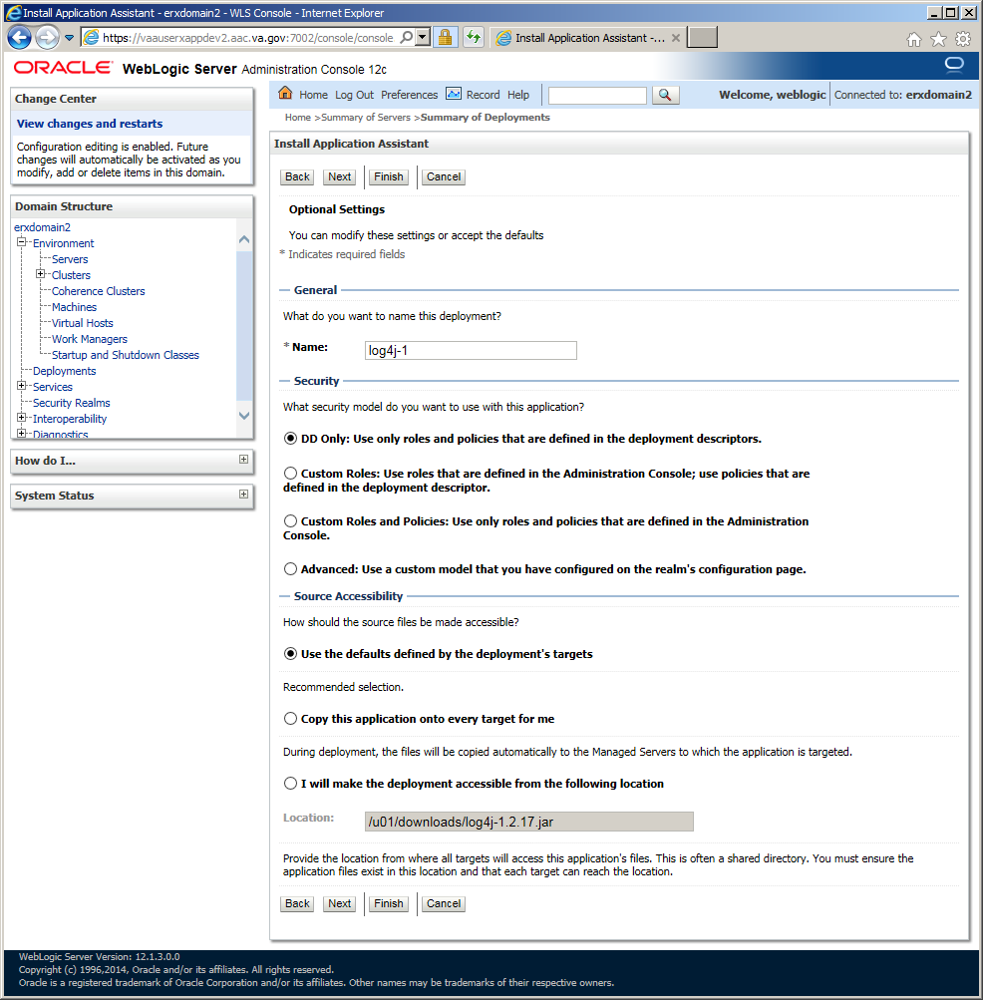 Install Application Assistant - erxdomain2 - WLS Console - Internet Explorer
https://vaauserxappdev2.aac.va.gov:7002/console/console
Install Application Assistant -...
ORACLE WebLogic Server Administration Console 12c
Change Center
View changes and restarts
Configuration editing is enabled. Future
changes will automatically be activated as you
modify, add or delete items in this domain.
Domain Structure
erxdomain2
Environment
Servers
Clusters
Coherence Clusters
Machines
Virtual Hosts
Work Managers
Startup and Shutdown Classes
Deployments
Services
Security Realms
Interoperability
Diagnostics
How do I...
System Status
Home Log Out Preferences Record Help
Welcome, weblogic Connected to: erxdomain2
Home >Summary of Servers >Summary of Deployments
Install Application Assistant
Back Next Finish Cancel
Optional Settings
You can modify these settings or accept the defaults
* Indicates required fields
General
What do you want to name this deployment?
* Name: log4j-1
Security
What security model do you want to use with this application?
DD Only: Use only roles and policies that are defined in the deployment descriptors.
Custom Roles: Use roles that are defined in the Administration Console; use policies that are
defined in the deployment descriptor.
Custom Roles and Policies: Use only roles and policies that are defined in the Administration
Console.
Advanced: Use a custom model that you have configured on the realm's configuration page.
Source Accessibility
How should the source files be made accessible?
Use the defaults defined by the deployment's targets
Recommended selection.
Copy this application onto every target for me
During deployment, the files will be copied automatically to the Managed Servers to which the application is targeted.
I will make the deployment accessible from the following location
Location: /u01/downloads/log4j-1.2.17.jar
Provide the location from where all targets will access this application's files. This is often a shared directory. You must ensure the
application files exist in this location and that each target can reach the location.
Back Next Finish Cancel
WebLogic Server Version: 12.1.3.0.0
Copyright (c) 1996,2014, Oracle and/or its affiliates. All rights reserved.
Oracle is a registered trademark of Oracle Corporation and/or its affiliates. Other names may be trademarks of their respective owners.